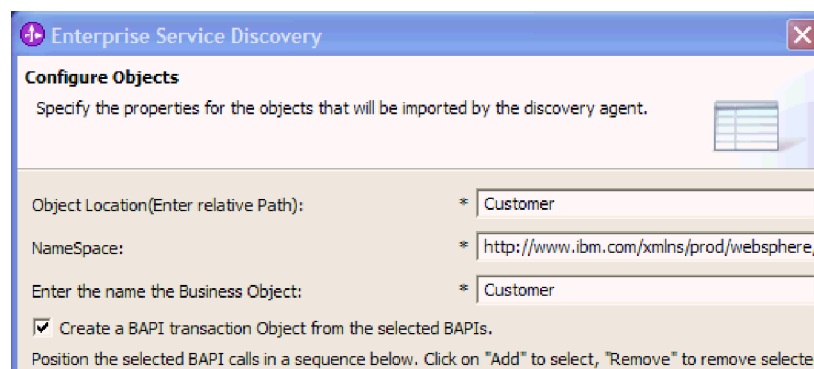 Enterprise Service Discovery
Configure Objects
Specify the properties for the objects that will be imported by the discovery agent.
Object Location(Enter relative Path): * Customer
NameSpace: * http://www.ibm.com/xmlns/prod/websphere/
Enter the name the Business Object: * Customer
Create a BAPI transaction Object from the selected BAPIs.
Position the selected BAPI calls in a sequence below. Click on "Add" to select, "Remove" to remove selecte